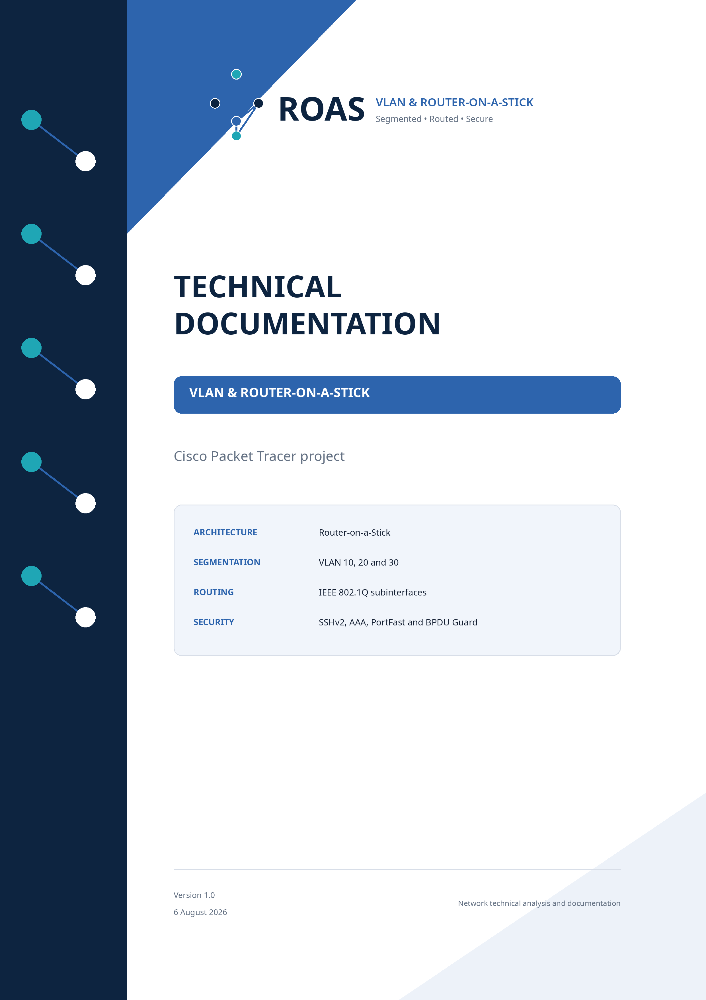 ROAS
VLAN & ROUTER-ON-A-STICK
Segmented • Routed • Secure
TECHNICAL
DOCUMENTATION
VLAN & ROUTER-ON-A-STICK
Cisco Packet Tracer project
ARCHITECTURE Router-on-a-Stick
SEGMENTATION VLAN 10, 20 and 30
ROUTING IEEE 802.1Q subinterfaces
SECURITY SSHv2, AAA, PortFast and BPDU Guard
Version 1.0
Network technical analysis and documentation
6 August 2026